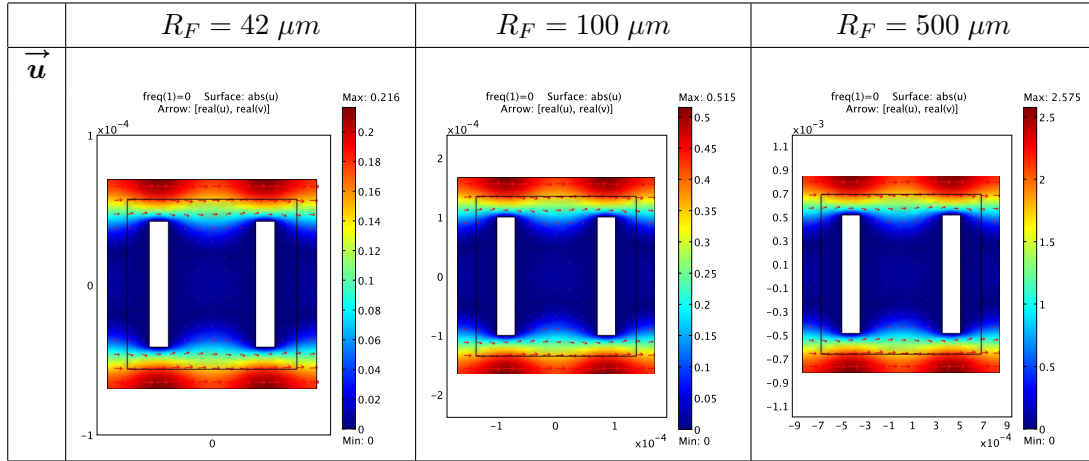 R_F = 42 μm
R_F = 100 μm
R_F = 500 μm
u
freq(1)=0 Surface: abs(u)
Arrow: [real(u), real(v)]
Max: 0.216
x10⁻⁴
1
0
-1
0
0.2
0.18
0.16
0.14
0.12
0.1
0.08
0.06
0.04
0.02
0
Min: 0
freq(1)=0 Surface: abs(u)
Arrow: [real(u), real(v)]
Max: 0.515
x10⁻⁴
2
1
0
-1
-2
-1 0 1
x10⁻⁴
0.5
0.45
0.4
0.35
0.3
0.25
0.2
0.15
0.1
0.05
0
Min: 0
freq(1)=0 Surface: abs(u)
Arrow: [real(u), real(v)]
Max: 2.575
x10⁻³
1.1
0.9
0.7
0.5
0.3
0.1
-0.1
-0.3
-0.5
-0.7
-0.9
-1.1
-9 -7 -5 -3 -1 0 1 3 5 7 9
x10⁻⁴
2.5
2
1.5
1
0.5
0
Min: 0